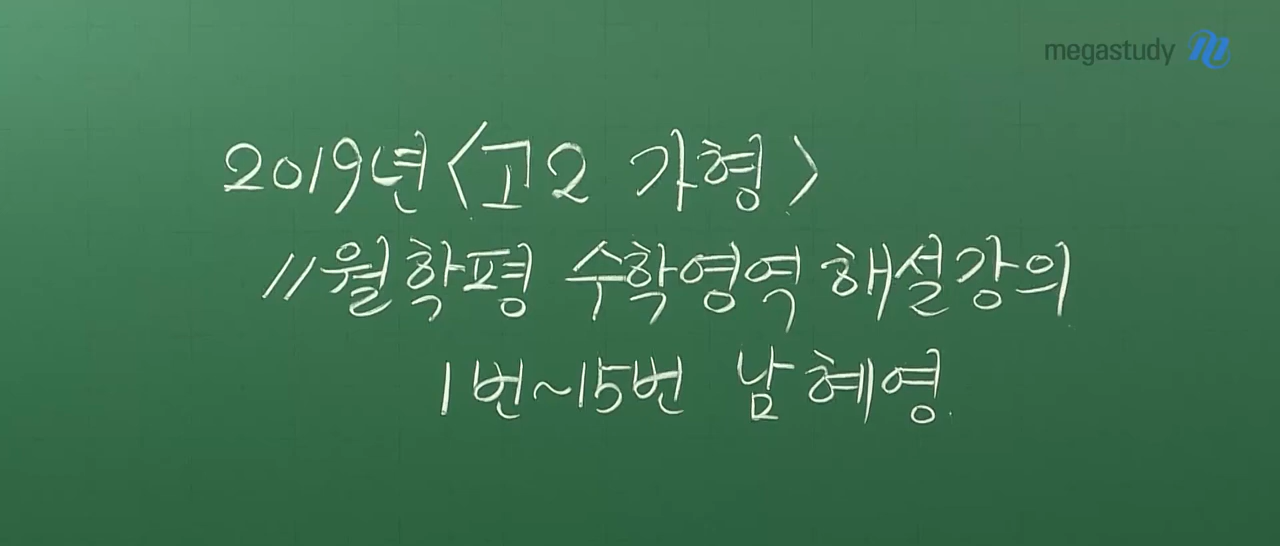 megastudy
2019년 <고2 가형>
11월 학평 수학영역 해설강의
1번~15번 남혜영